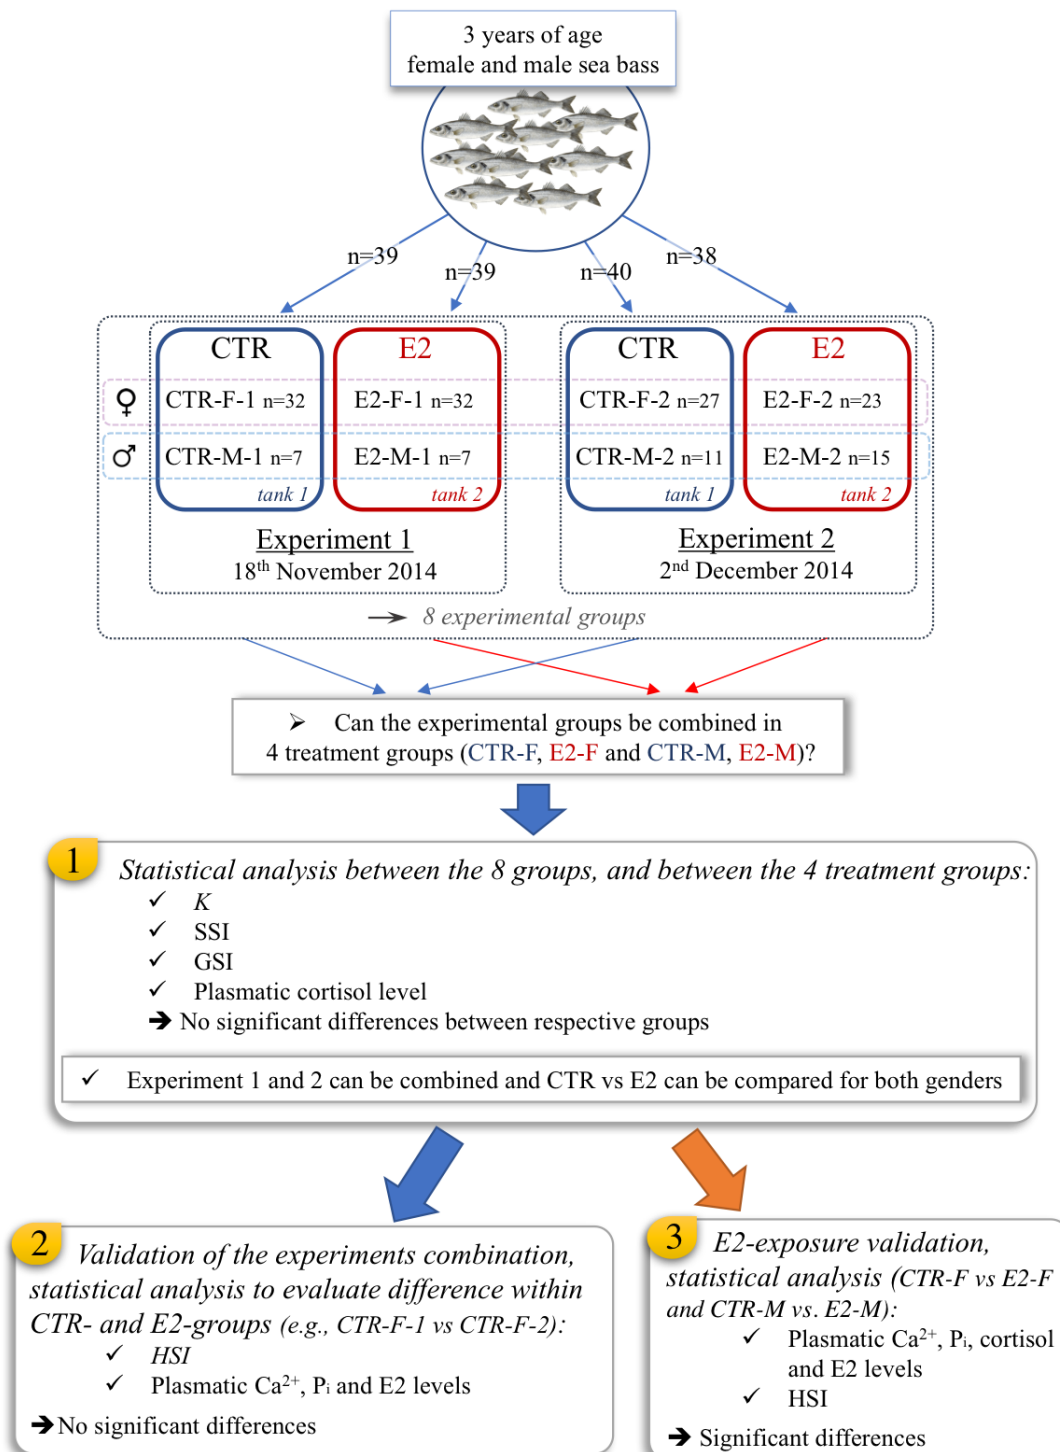 3 years of age
female and male sea bass
n=39
n=39
n=40
n=38
CTR
E2
CTR
E2
♀
CTR-F-1 n=32
E2-F-1 n=32
CTR-F-2 n=27
E2-F-2 n=23
♂
CTR-M-1 n=7
E2-M-1 n=7
CTR-M-2 n=11
E2-M-2 n=15
tank 1
tank 2
tank 1
tank 2
Experiment 1
18th November 2014
Experiment 2
2nd December 2014
→ 8 experimental groups
➢ Can the experimental groups be combined in
4 treatment groups (CTR-F, E2-F and CTR-M, E2-M)?
1
Statistical analysis between the 8 groups, and between the 4 treatment groups:
✓ K
✓ SSI
✓ GSI
✓ Plasmatic cortisol level
➔ No significant differences between respective groups
✓ Experiment 1 and 2 can be combined and CTR vs E2 can be compared for both genders
2
Validation of the experiments combination,
statistical analysis to evaluate difference within
CTR- and E2-groups (e.g., CTR-F-1 vs CTR-F-2):
✓ HSI
✓ Plasmatic Ca2+, Pi and E2 levels
➔ No significant differences
3
E2-exposure validation,
statistical analysis (CTR-F vs E2-F
and CTR-M vs. E2-M):
✓ Plasmatic Ca2+, Pi, cortisol
and E2 levels
✓ HSI
➔ Significant differences